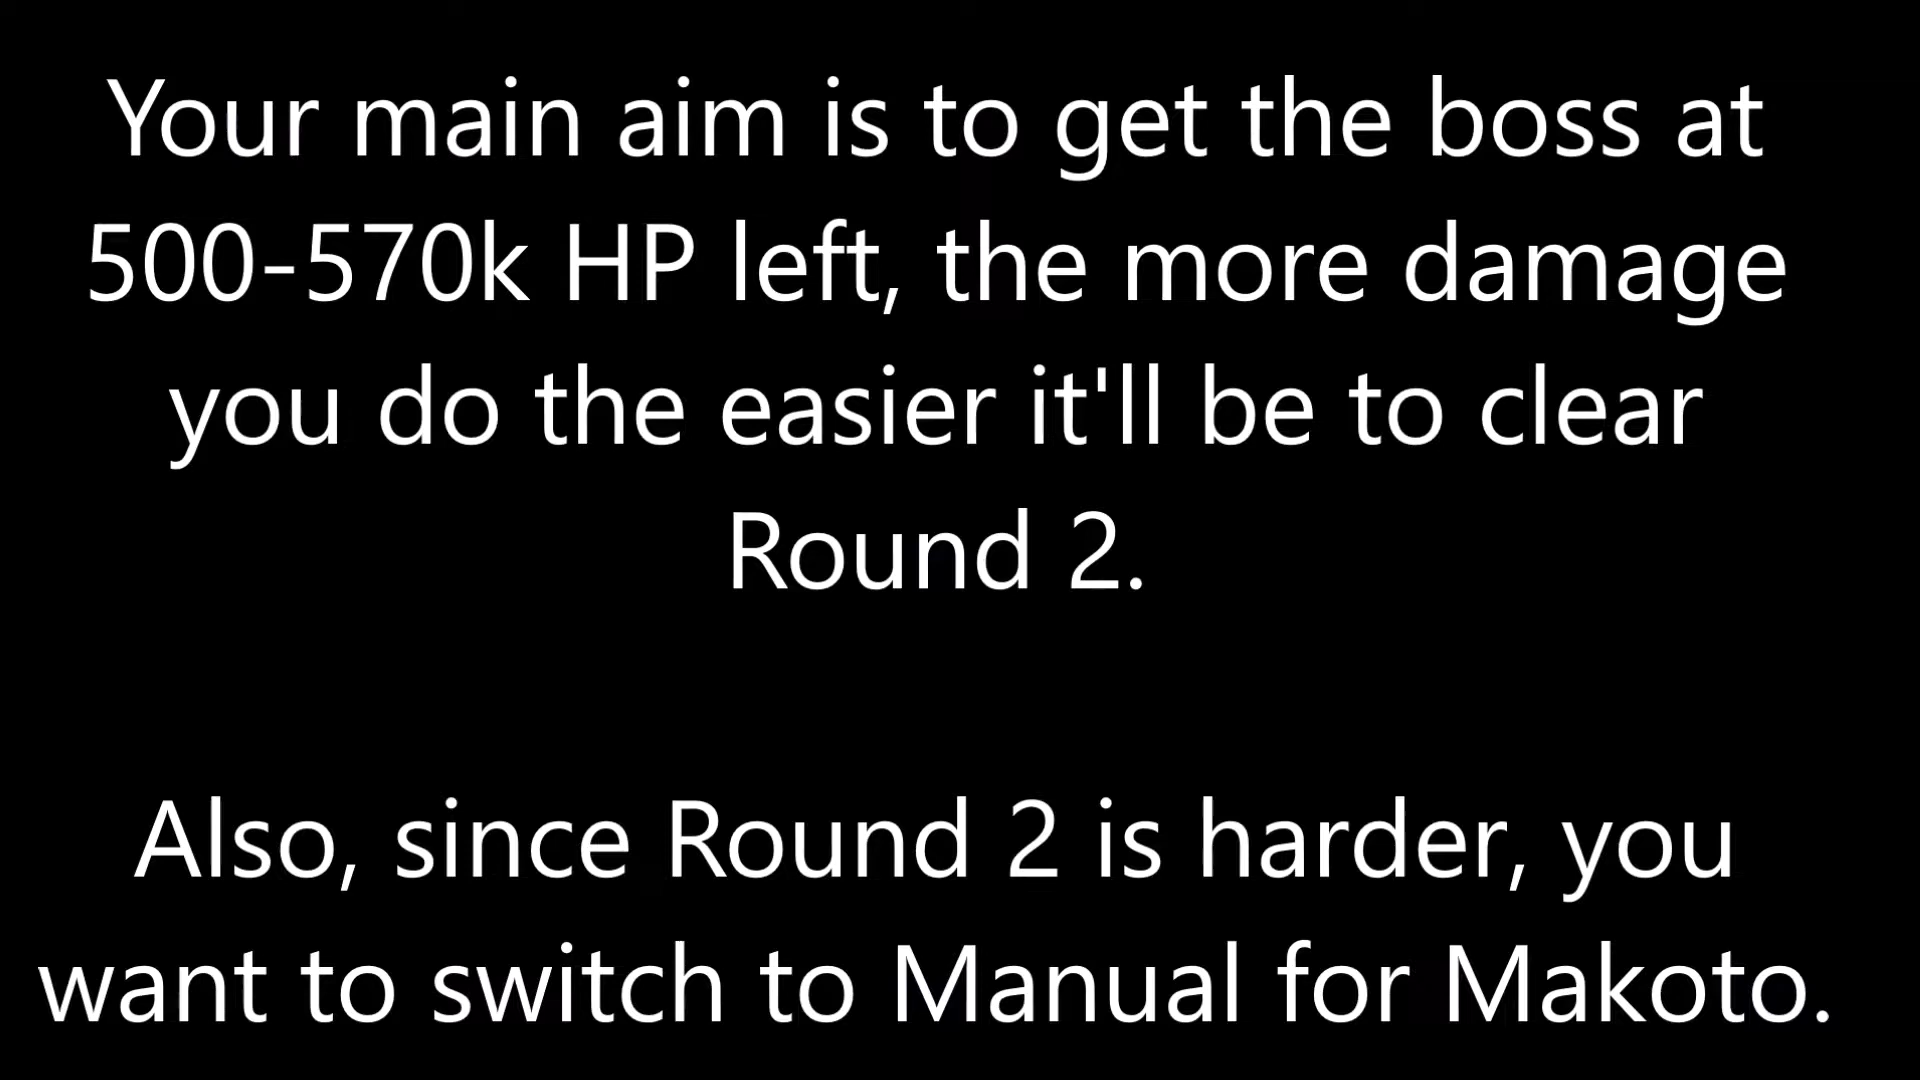 Your main aim is to get the boss at
500-570k HP left, the more damage
you do the easier it'll be to clear
Round 2.
Also, since Round 2 is harder, you
want to switch to Manual for Makoto.